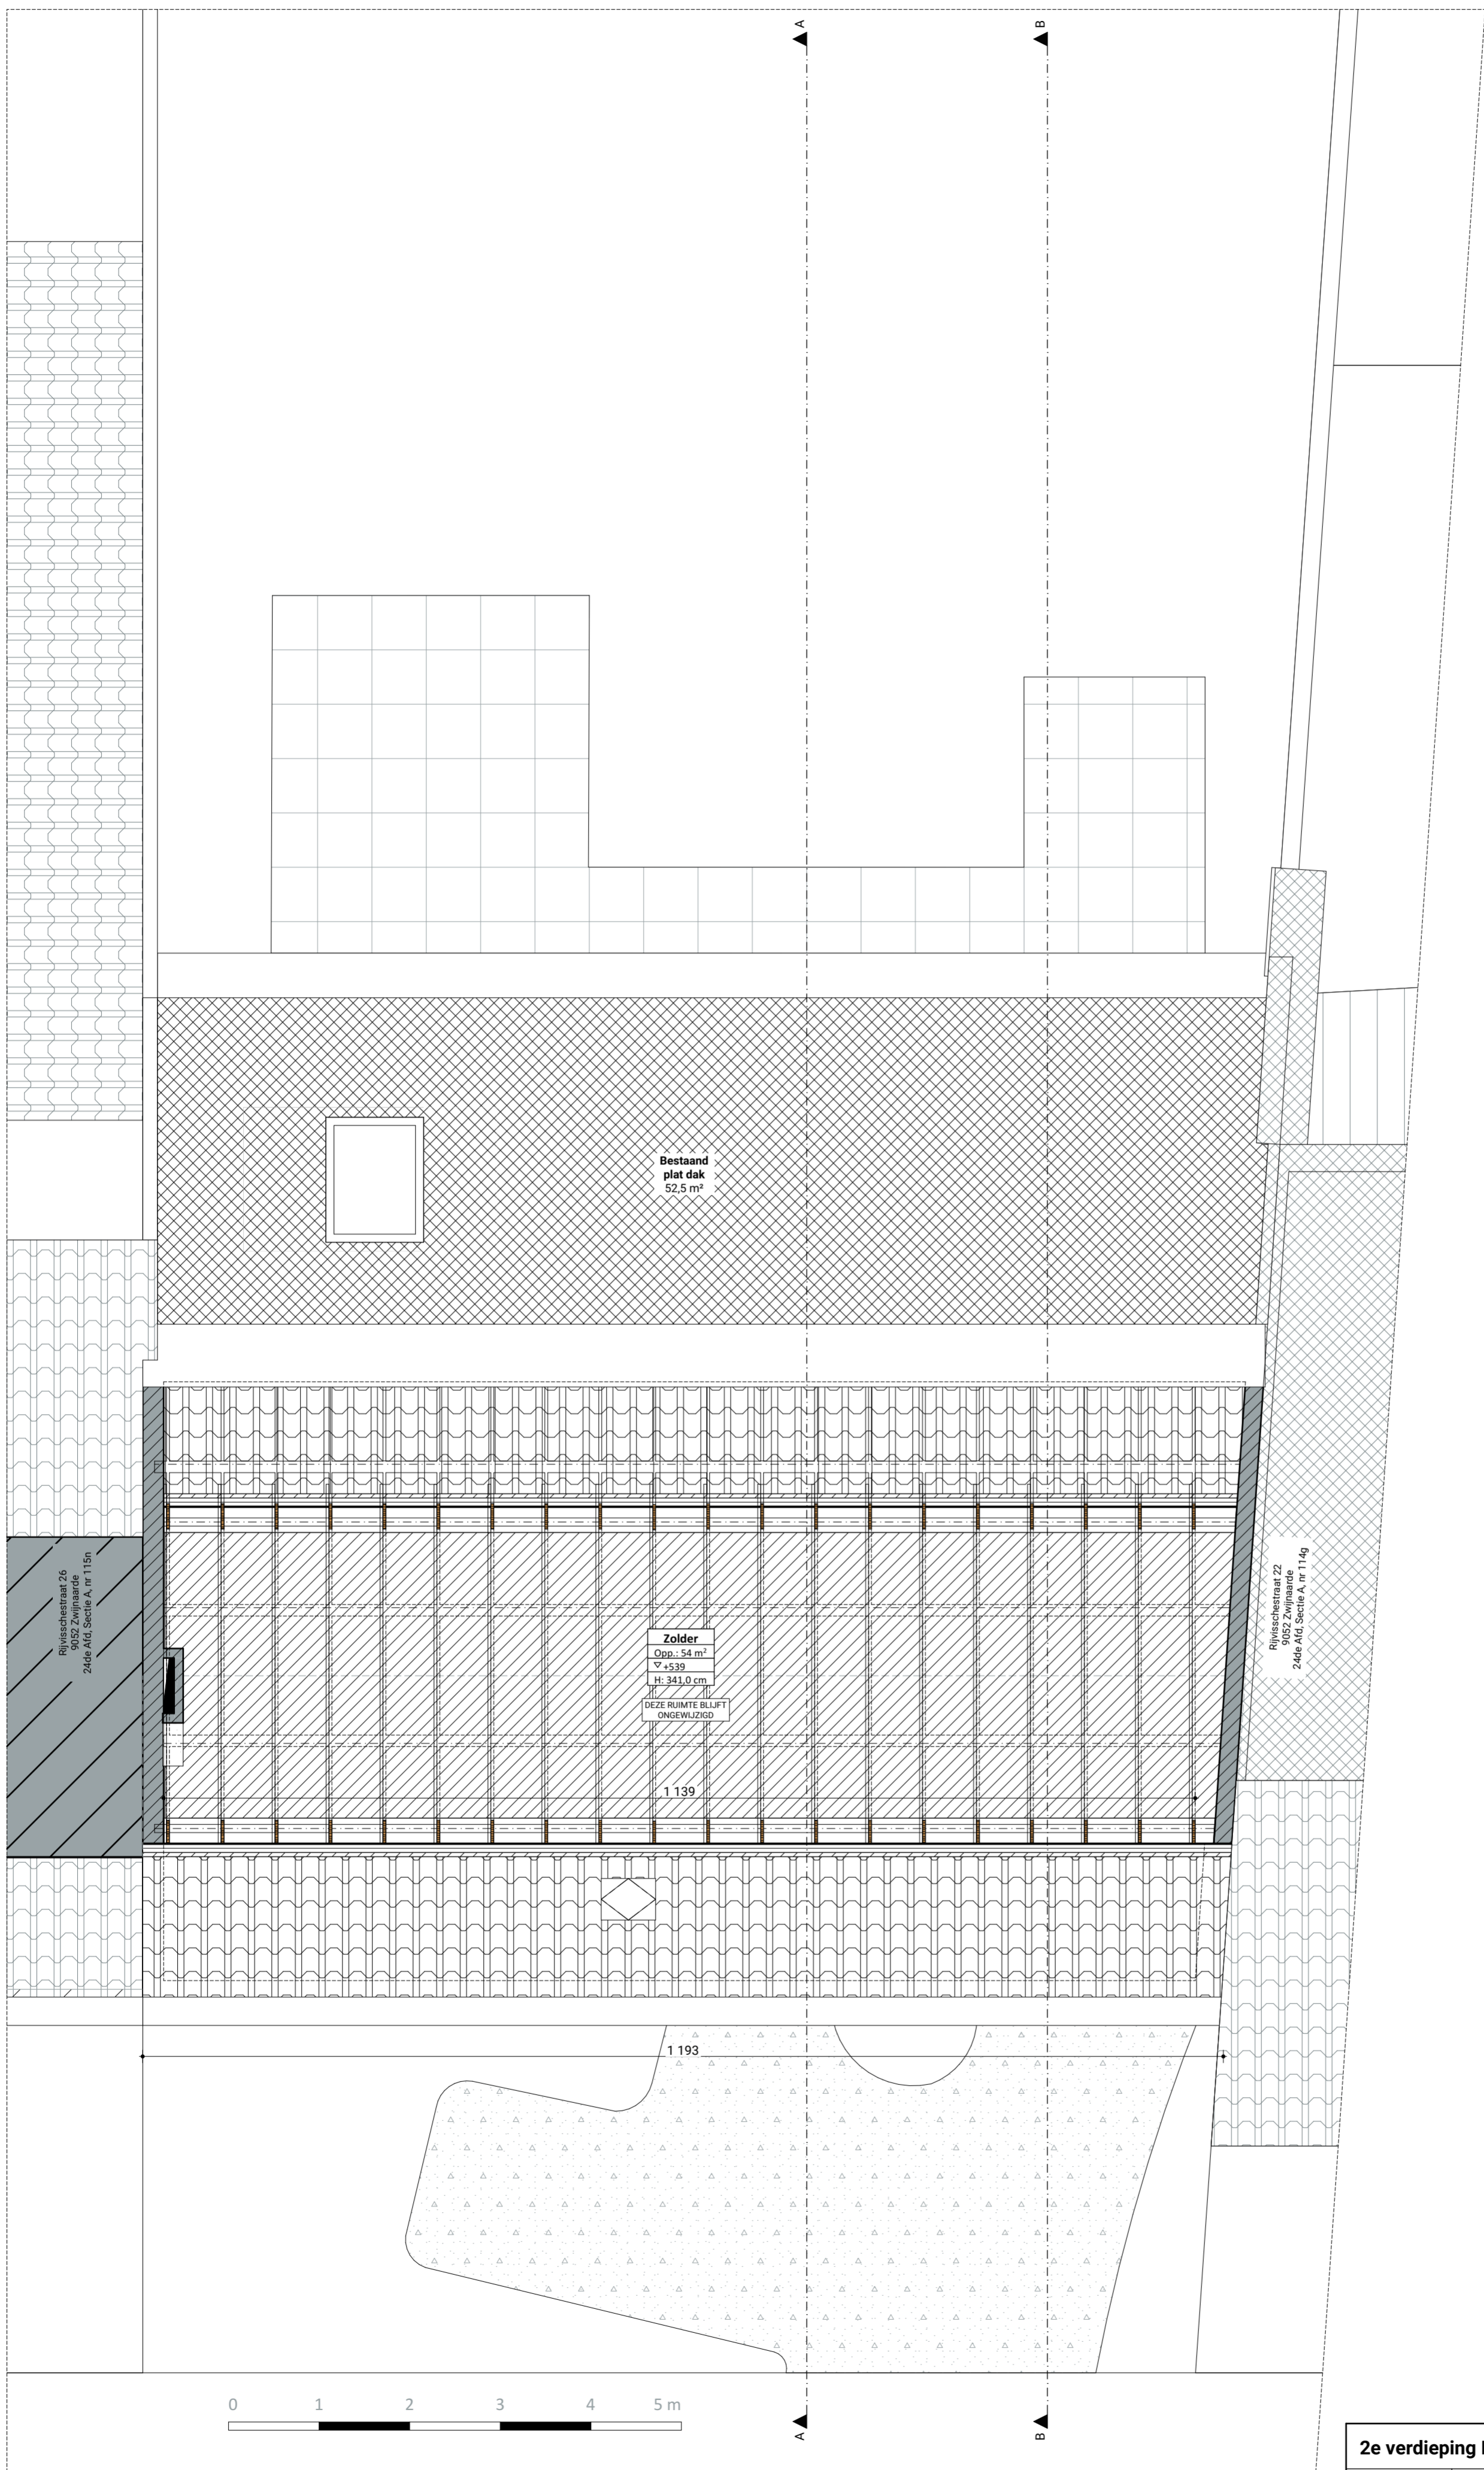 A
B
Bestaand
plat dak
52,5 m²
Rijvisschestraat 26
9052 Zwijnaarde
24de Afd, Sectie A, nr 115n
Rijvisschestraat 22
9052 Zwijnaarde
24de Afd, Sectie A, nr 114g
Zolder
Opp.: 54 m²
+539
H: 341,0 cm
DEZE RUIMTE BLIJFT
ONGEWIJZIGD
1 139
1 193
0 1 2 3 4 5 m
A
B
2e verdieping